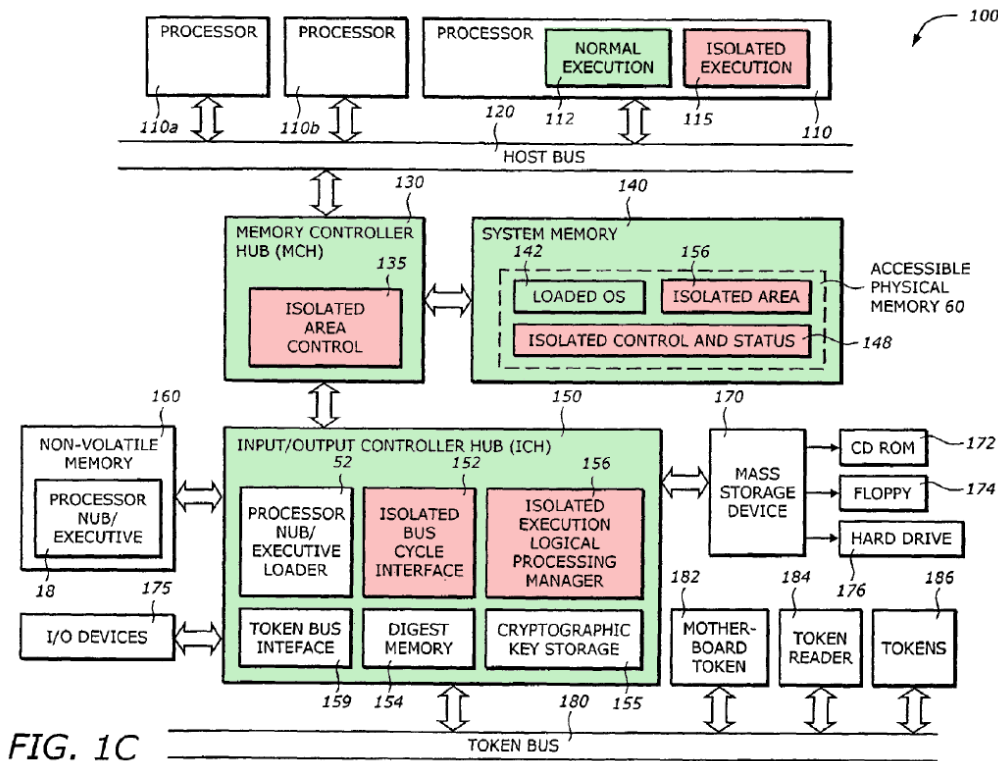 100
PROCESSOR
PROCESSOR
PROCESSOR
NORMAL
EXECUTION
ISOLATED
EXECUTION
110a
110b
120
112
115
110
HOST BUS
130
140
MEMORY CONTROLLER
HUB (MCH)
135
ISOLATED
AREA
CONTROL
SYSTEM MEMORY
142
156
LOADED OS
ISOLATED AREA
ISOLATED CONTROL AND STATUS
ACCESSIBLE
PHYSICAL
MEMORY 60
148
160
150
170
NON-VOLATILE
MEMORY
PROCESSOR
NUB/
EXECUTIVE
18
175
I/O DEVICES
INPUT/OUTPUT CONTROLLER HUB (ICH)
52
152
156
PROCESSOR
NUB/
EXECUTIVE
LOADER
ISOLATED
BUS
CYCLE
INTERFACE
ISOLATED
EXECUTION
LOGICAL
PROCESSING
MANAGER
TOKEN BUS
INTEFACE
DIGEST
MEMORY
CRYPTOGRAPHIC
KEY STORAGE
159
154
155
MASS
STORAGE
DEVICE
CD ROM
172
FLOPPY
174
HARD DRIVE
176
182
184
186
MOTHER-
BOARD
TOKEN
TOKEN
READER
TOKENS
180
TOKEN BUS
FIG. 1C